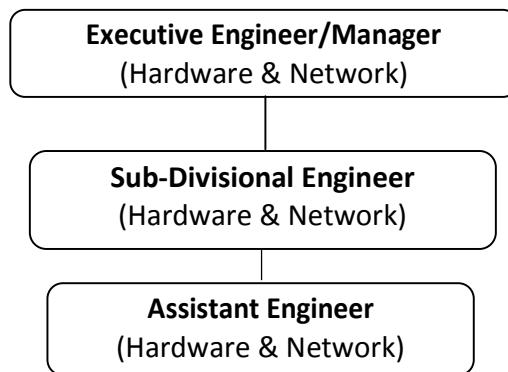 Executive Engineer/Manager
(Hardware & Network)
Sub-Divisional Engineer
(Hardware & Network)
Assistant Engineer
(Hardware & Network)